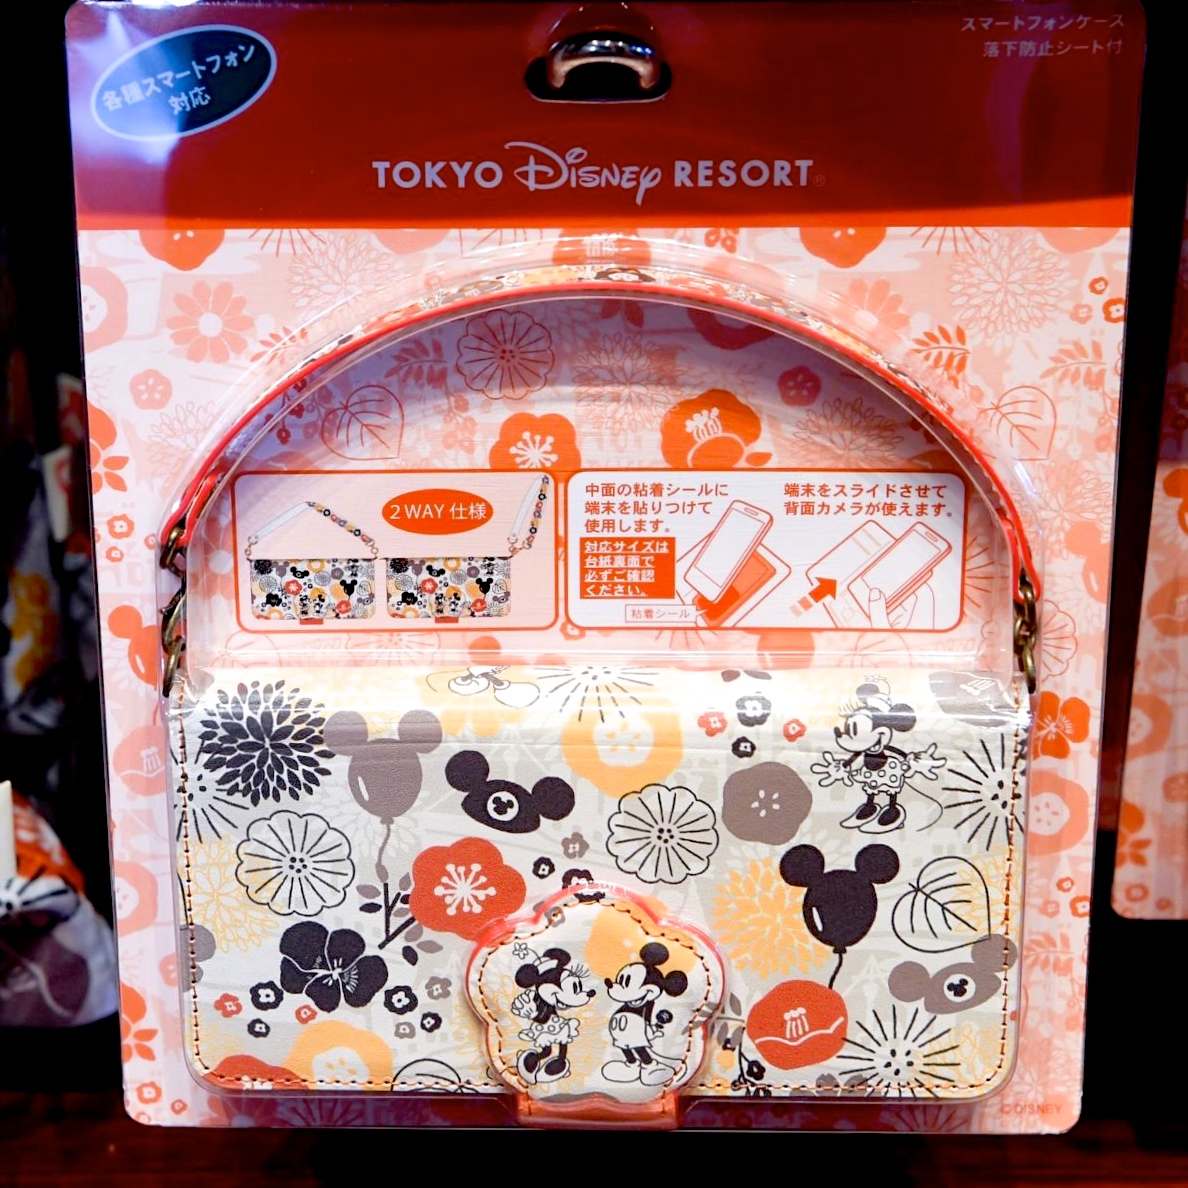 各種スマートフォン
対応
スマートフォンケース
落下防止シート付
TOKYO Disney RESORT®
2WAY仕様
中面の粘着シールに
端末を貼りつけて
使用します。
対応サイズは
台紙裏面で
必ずご確認
ください。
粘着シール
端末をスライドさせて
背面カメラが使えます。
©DISNEY